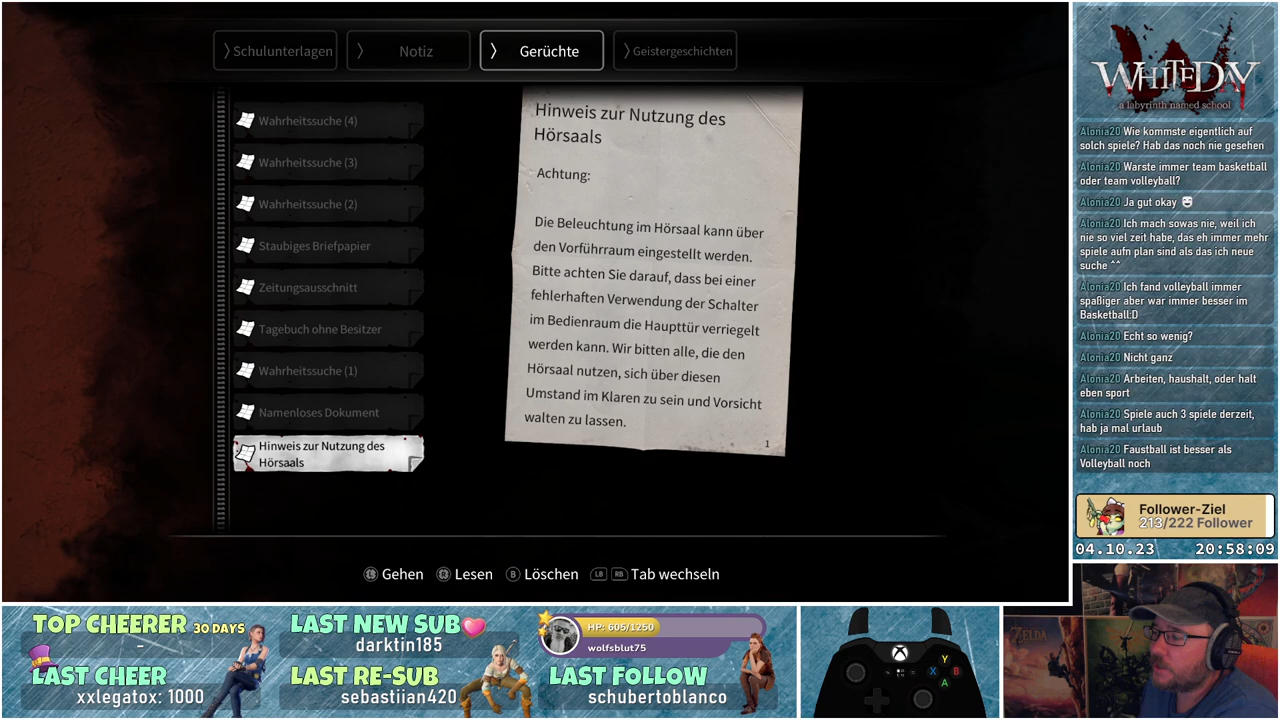 Schulunterlagen
Notiz
Gerüchte
Geistergeschichten
Wahrheitssuche (4)
Wahrheitssuche (3)
Wahrheitssuche (2)
Staubiges Briefpapier
Zeitungsausschnitt
Tagebuch ohne Besitzer
Wahrheitssuche (1)
Namenloses Dokument
Hinweis zur Nutzung des
Hörsaals
Hinweis zur Nutzung des
Hörsaals
Achtung:
Die Beleuchtung im Hörsaal kann über
den Vorführraum eingestellt werden.
Bitte achten Sie darauf, dass bei einer
fehlerhaften Verwendung der Schalter
im Bedienraum die Haupttür verriegelt
werden kann. Wir bitten alle, die den
Hörsaal nutzen, sich über diesen
Umstand im Klaren zu sein und Vorsicht
walten zu lassen.
1
Gehen
Lesen
B Löschen
LB RB Tab wechseln
WHITEDAY
a labyrinth named school
Alonia20 Wie kommste eigentlich auf
solch spiele? Hab das noch nie gesehen
Alonia20 Warste immer team basketball
oder team volleyball?
Alonia20 Ja gut okay
Alonia20 Ich mach sowas nie, weil ich
nie so viel zeit habe, das eh immer mehr
spiele aufn plan sind als das ich neue
suche ^^
Alonia20 Ich fand volleyball immer
spaßiger aber war immer besser im
Basketball:D
Alonia20 Echt so wenig?
Alonia20 Nicht ganz
Alonia20 Arbeiten, haushalt, oder halt
eben sport
Alonia20 Spiele auch 3 spiele derzeit,
hab ja mal urlaub
Alonia20 Faustball ist besser als
Volleyball noch
Follower-Ziel
213/222 Follower
04.10.23 20:58:09
TOP CHEERER 30 DAYS
-
LAST CHEER
xxlegatox: 1000
LAST NEW SUB
darktin185
LAST RE-SUB
sebastiian420
HP: 605/1250
wolfsblut75
LAST FOLLOW
schubertoblanco
Y
X B
A
ZELDA